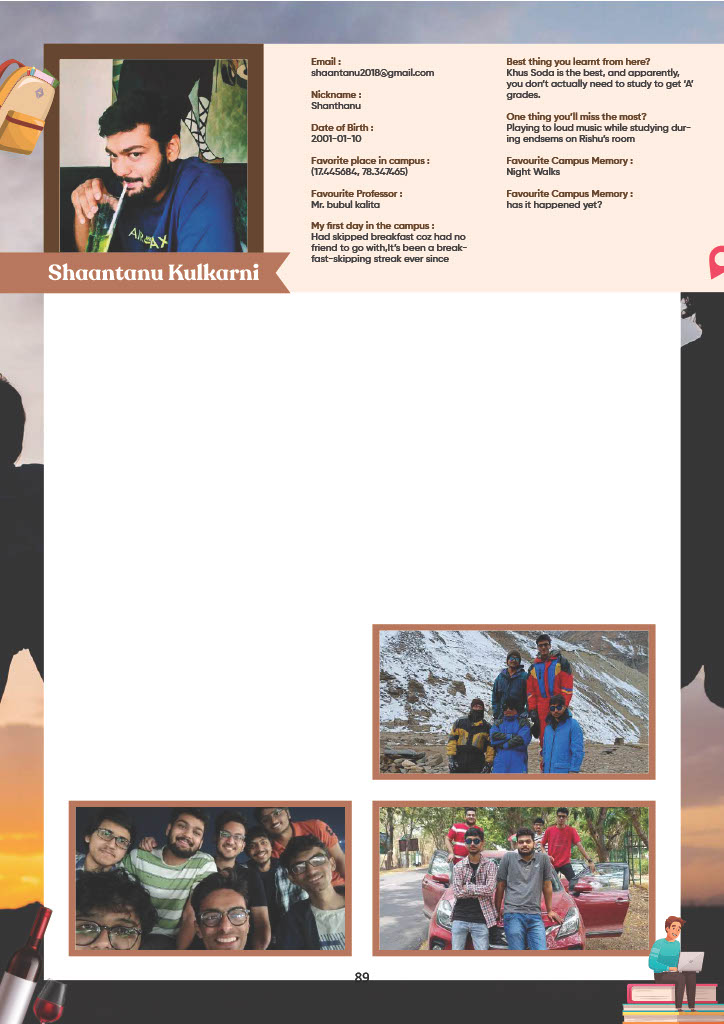 Email :
shaantanu2018@gmail.com
Nickname :
Shanthanu
Date of Birth :
2001-01-10
Favorite place in campus :
(17.445684, 78.347465)
Favourite Professor :
Mr. bubul kalita
My first day in the campus :
Had skipped breakfast coz had no
friend to go with,It's been a break-
fast-skipping streak ever since
Best thing you learnt from here?
Khus Soda is the best, and apparently,
you don't actually need to study to get 'A'
grades.
One thing you'll miss the most?
Playing to loud music while studying dur-
ing endsems on Rishu's room
Favourite Campus Memory :
Night Walks
Favourite Campus Memory :
has it happened yet?
Shaantanu Kulkarni
89